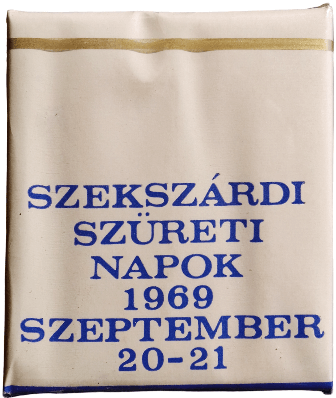 SZEKSZÁRDI
SZÜRETI
NAPOK
1969
SZEPTEMBER
20-21